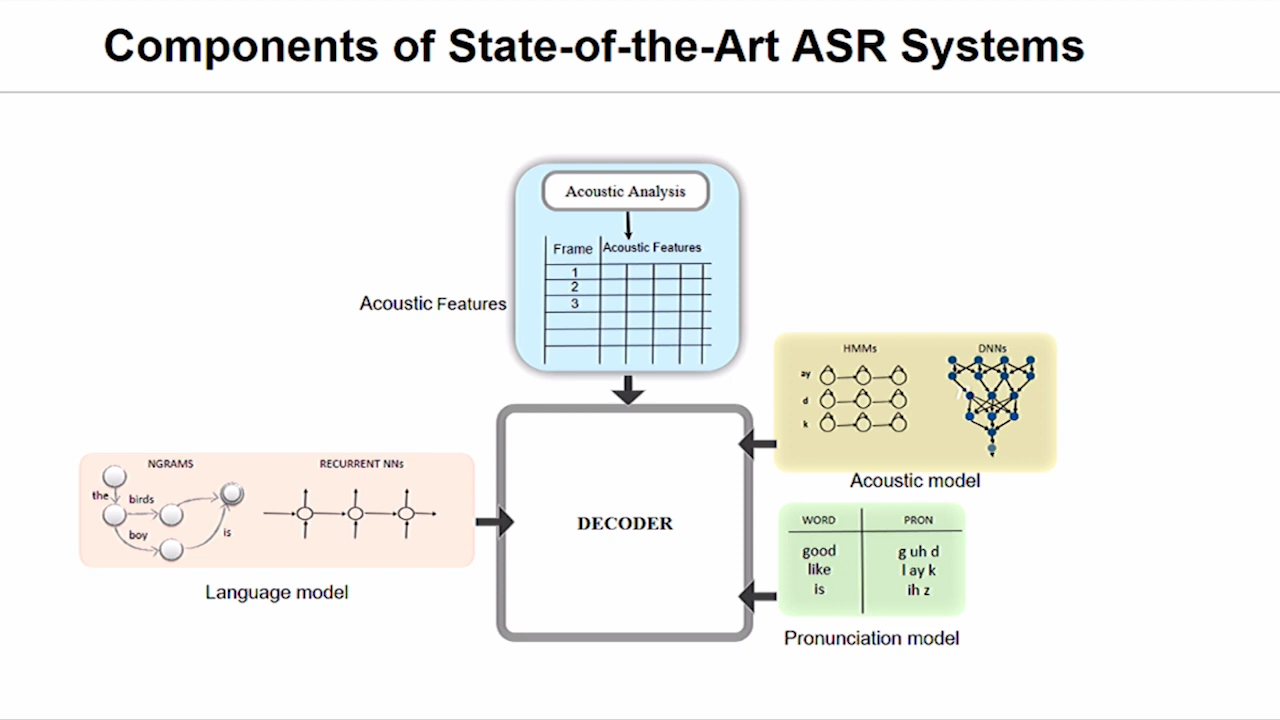 Components of State-of-the-Art ASR Systems
Acoustic Analysis
Frame Acoustic Features
1
2
3
Acoustic Features
HMMs DNNs
ay
d
k
Acoustic model
NGRAMS RECURRENT NNs
the birds
boy is
Language model
DECODER
WORD PRON
good g uh d
like l ay k
is ih z
Pronunciation model